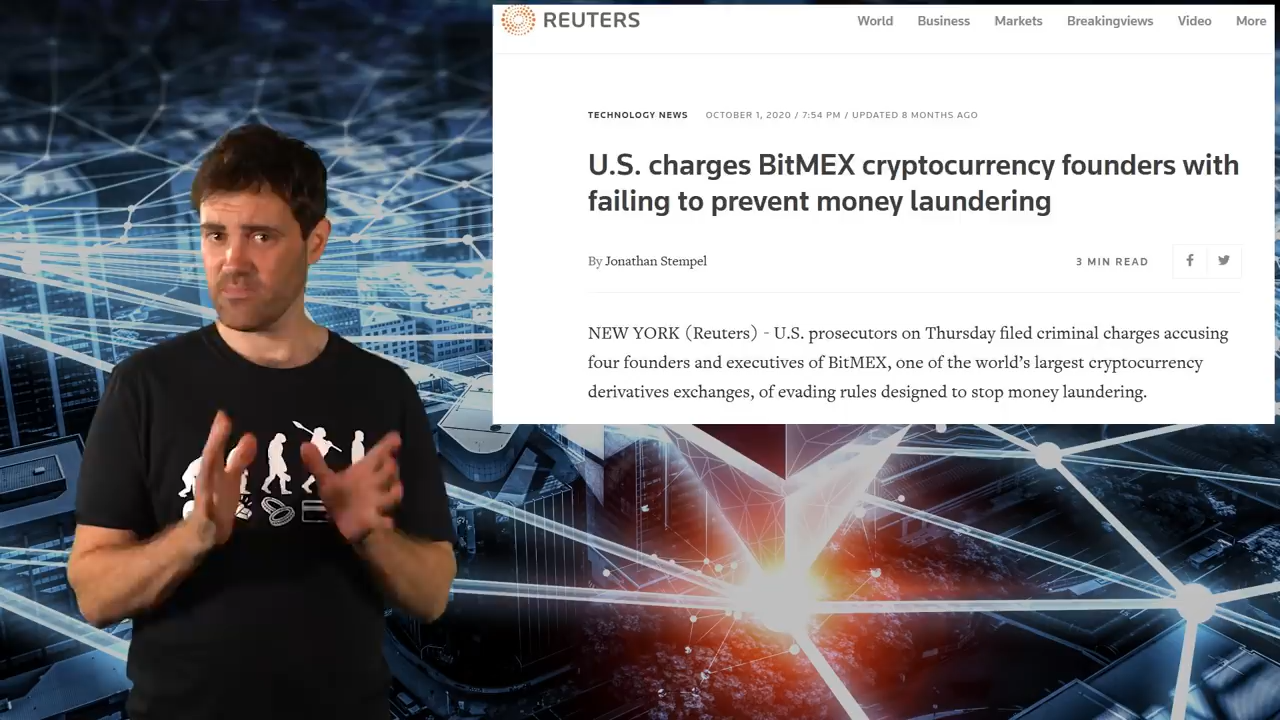 REUTERS
World Business Markets Breakingviews Video More
TECHNOLOGY NEWS OCTOBER 1, 2020 / 7:54 PM / UPDATED 8 MONTHS AGO
U.S. charges BitMEX cryptocurrency founders with
failing to prevent money laundering
By Jonathan Stempel
3 MIN READ
NEW YORK (Reuters) - U.S. prosecutors on Thursday filed criminal charges accusing
four founders and executives of BitMEX, one of the world’s largest cryptocurrency
derivatives exchanges, of evading rules designed to stop money laundering.